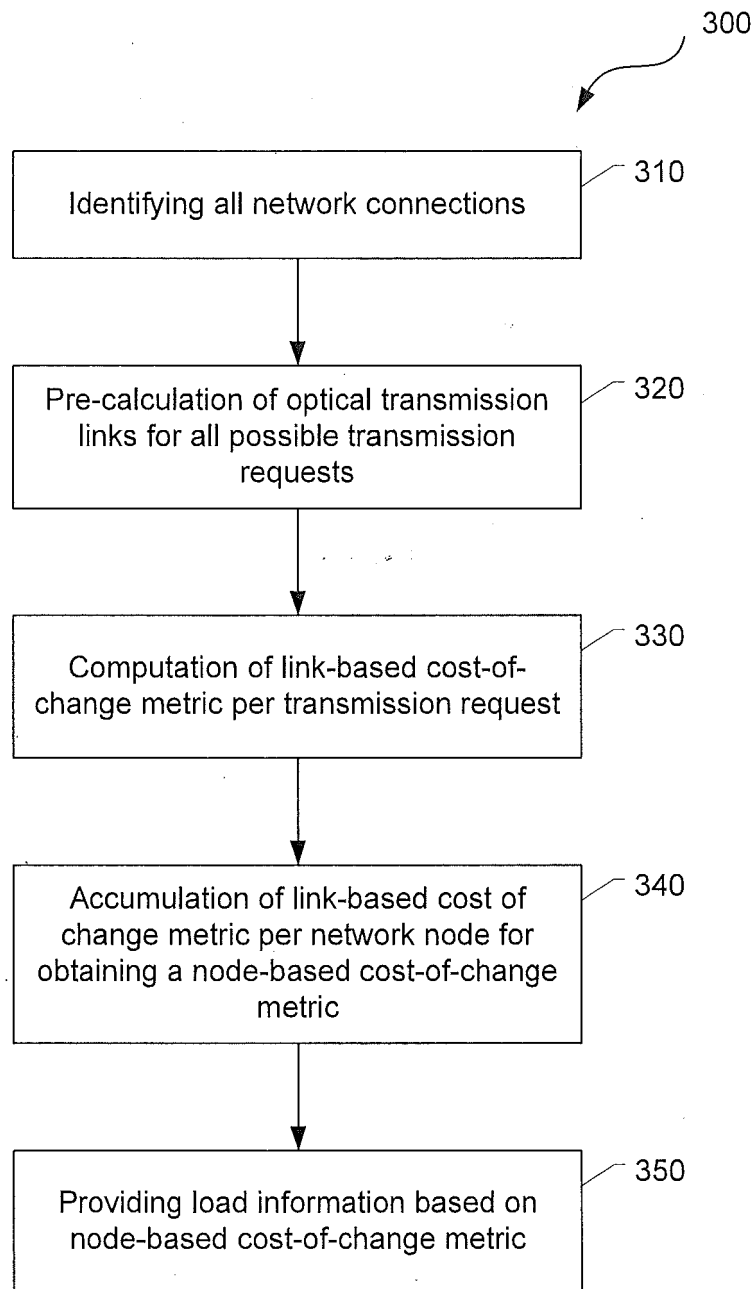 300
310
Identifying all network connections
320
Pre-calculation of optical transmission
links for all possible transmission
requests
330
Computation of link-based cost-of-
change metric per transmission request
340
Accumulation of link-based cost of
change metric per network node for
obtaining a node-based cost-of-change
metric
350
Providing load information based on
node-based cost-of-change metric